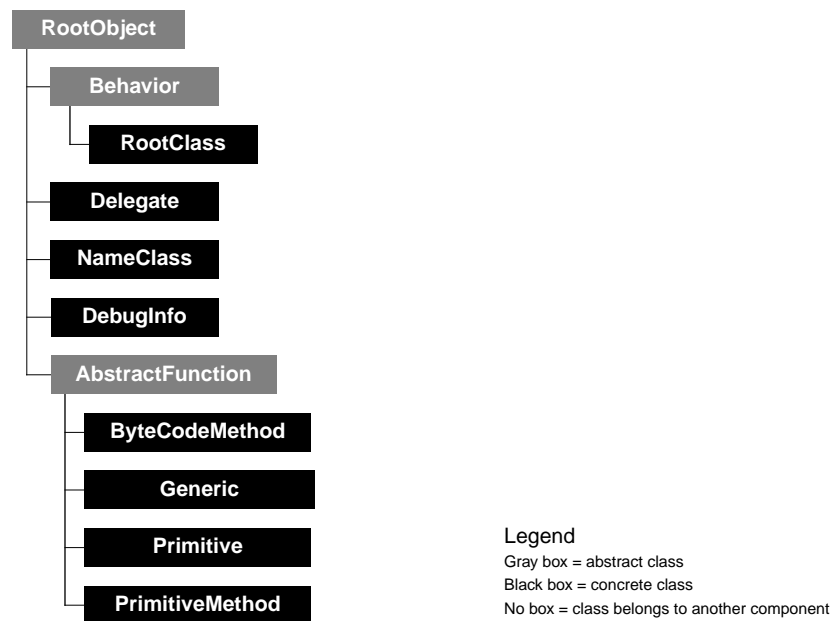 RootObject
Behavior
RootClass
Delegate
NameClass
DebugInfo
AbstractFunction
ByteCodeMethod
Generic
Primitive
PrimitiveMethod
Legend
Gray box = abstract class
Black box = concrete class
No box = class belongs to another component